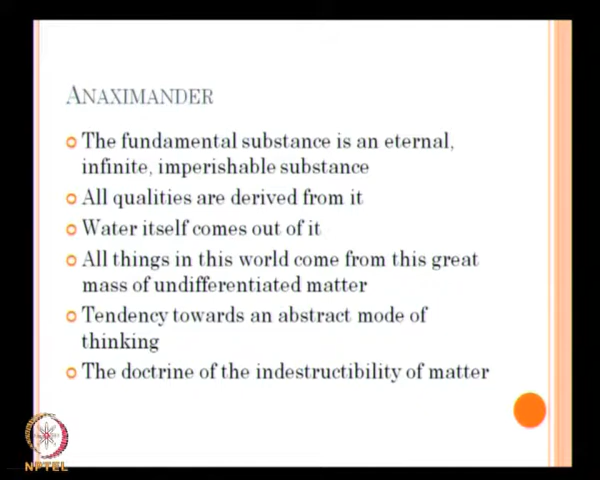 ANAXIMANDER
The fundamental substance is an eternal,
infinite, imperishable substance
All qualities are derived from it
Water itself comes out of it
All things in this world come from this great
mass of undifferentiated matter
Tendency towards an abstract mode of
thinking
The doctrine of the indestructibility of matter
NPTEL